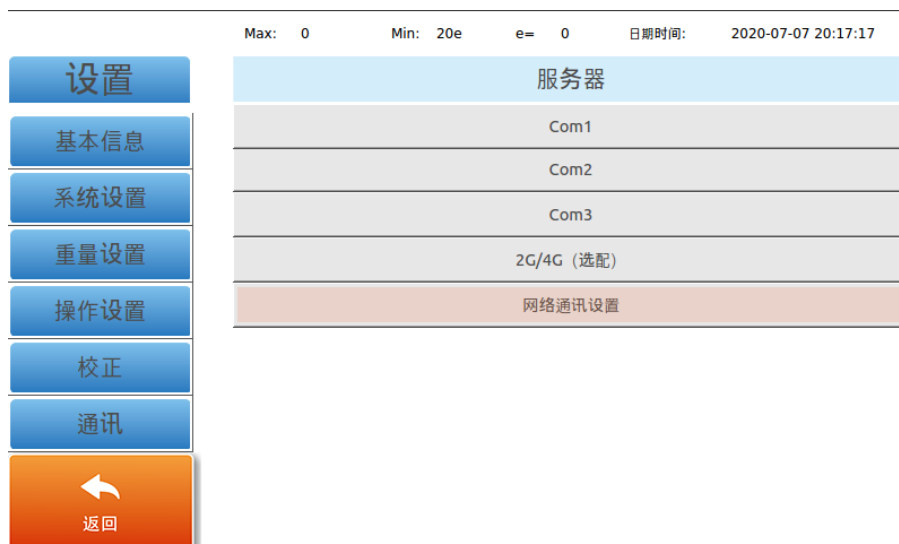 Max: 0 Min: 20e e= 0 日期时间: 2020-07-07 20:17:17
设置
基本信息
系统设置
重量设置
操作设置
校正
通讯
返回
服务器
Com1
Com2
Com3
2G/4G（选配）
网络通讯设置